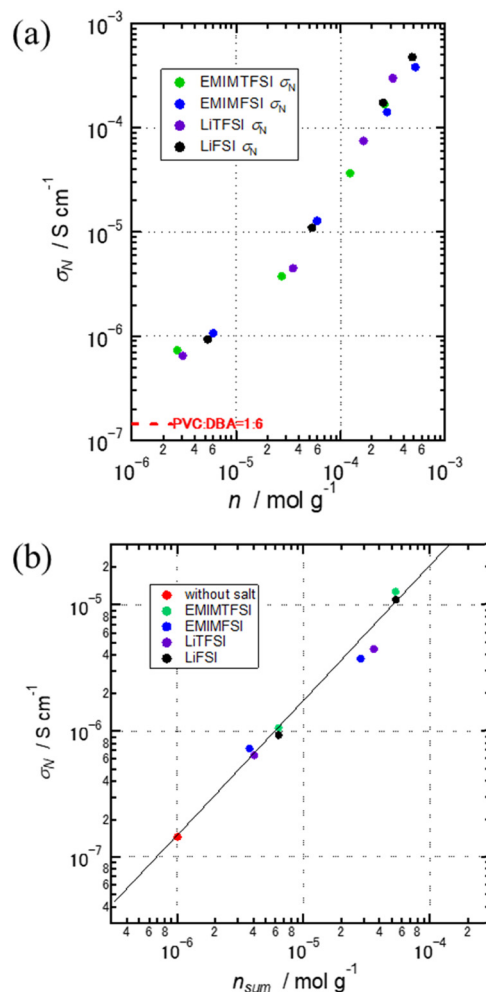 (a)
10⁻³
EMIMTFSI σN
EMIMFSI σN
LiTFSI σN
LiFSI σN
10⁻⁴
σN / S cm⁻¹
10⁻⁵
10⁻⁶
PVC:DBA=1:6
10⁻⁷
10⁻⁶ 2 4 6 10⁻⁵ 2 4 6 10⁻⁴ 2 4 6 10⁻³
n / mol g⁻¹
(b)
2
without salt
EMIMTFSI
EMIMFSI
LiTFSI
LiFSI
10⁻⁵
8
6
4
2
σN / S cm⁻¹
10⁻⁶
8
6
4
2
10⁻⁷
8
6
4
4 6 8 10⁻⁶ 2 4 6 8 10⁻⁵ 2 4 6 8 10⁻⁴ 2
nsum / mol g⁻¹